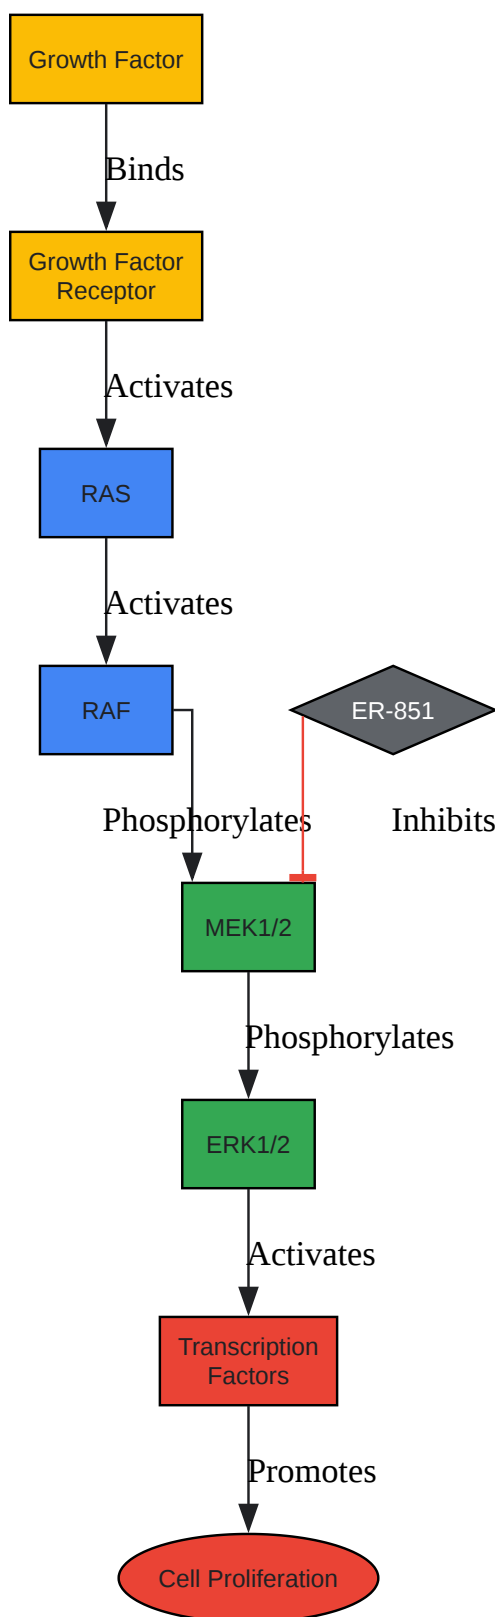 Growth Factor
Binds
Growth Factor
Receptor
Activates
RAS
Activates
RAF
ER-851
Phosphorylates
Inhibits
MEK1/2
Phosphorylates
ERK1/2
Activates
Transcription
Factors
Promotes
Cell Proliferation